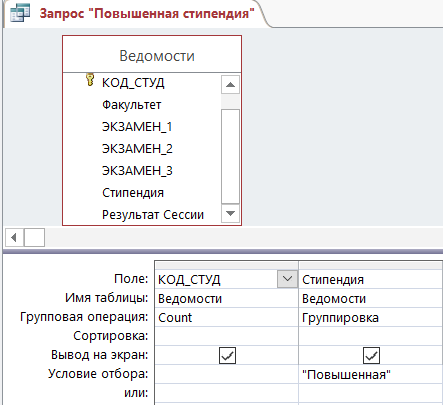 Запрос "Повышенная стипендия"
Ведомости
КОД_СТУД
Факультет
ЭКЗАМЕН_1
ЭКЗАМЕН_2
ЭКЗАМЕН_3
Стипендия
Результат Сессии
Поле: КОД_СТУД Стипендия
Имя таблицы: Ведомости Ведомости
Групповая операция: Count Группировка
Сортировка:
Вывод на экран:
Условие отбора: "Повышенная"
или: